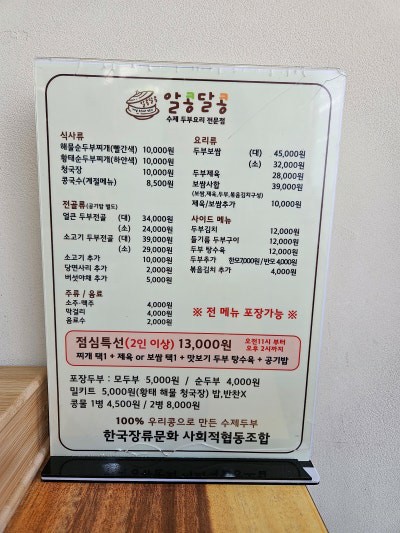 알콩달콩
수제 두부요리 전문점
식사류
해물순두부찌개(빨간색) 10,000원
황태순두부찌개(하얀색) 10,000원
청국장 10,000원
콩국수(계절메뉴) 8,500원
전골류(공기밥 별도)
얼큰 두부전골 (대) 34,000원
(소) 24,000원
소고기 두부전골 (대) 39,000원
(소) 29,000원
소고기 추가 10,000원
당면사리 추가 2,000원
버섯야채 추가 5,000원
주류 / 음료
소주·맥주 4,000원
막걸리 4,000원
음료수 2,000원
요리류
두부보쌈 (대) 45,000원
(소) 32,000원
두부제육 28,000원
보쌈사합 39,000원
(보쌈,제육,두부,볶음김치구성)
제육/보쌈추가 10,000원
사이드 메뉴
두부김치 12,000원
들기름 두부구이 12,000원
두부 탕수육 12,000원
두부추가 한모7,000원/반모4,000원
볶음김치 추가 4,000원
※ 전 메뉴 포장가능 ※
점심특선(2인 이상) 13,000원 오전11시 부터 오후 2시까지
찌개 택1 + 제육 or 보쌈 택1 + 맛보기 두부 탕수육 + 공기밥
포장두부 : 모두부 5,000원 / 순두부 4,000원
밀키트 5,000원(황태 해물 청국장) 밥,반찬X
콩물 1병 4,500원 / 2병 8,000원
100% 우리콩으로 만든 수제두부
한국장류문화 사회적협동조합